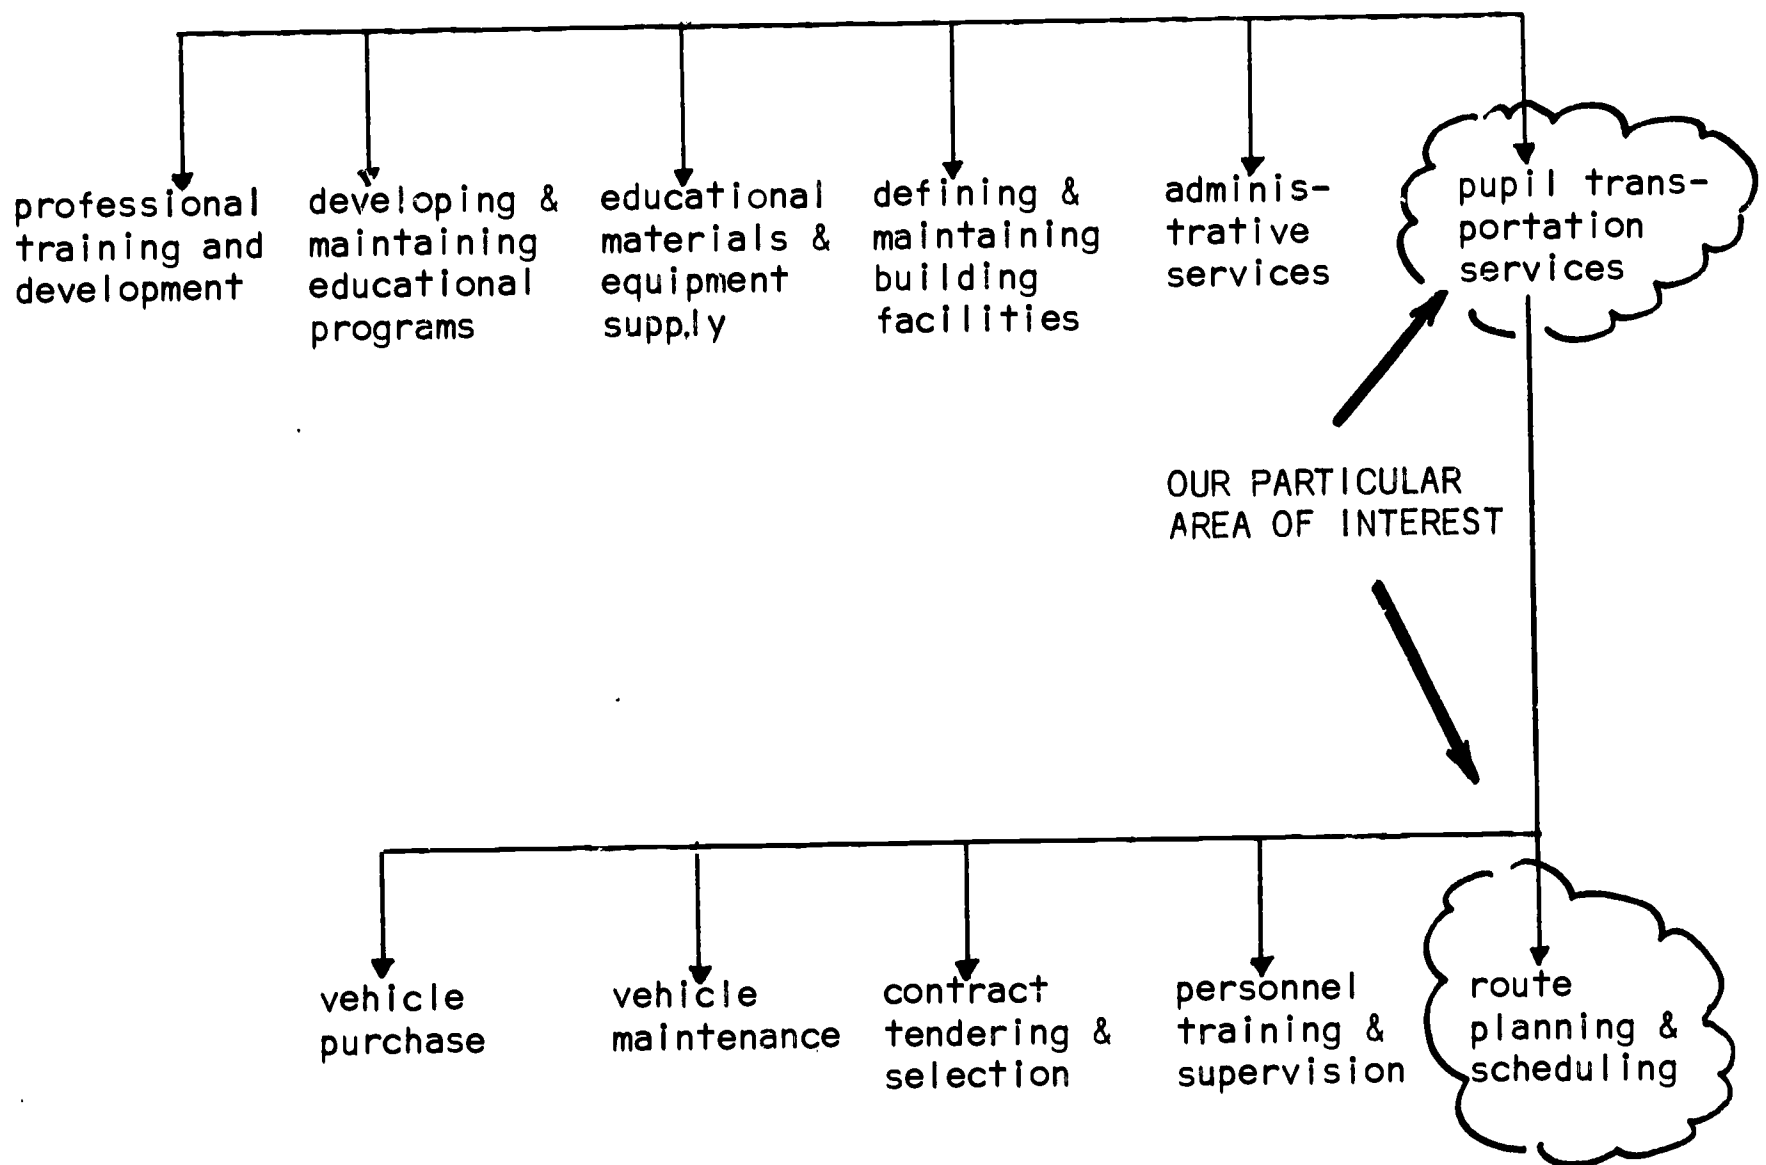 professional
training and
development
developing &
maintaining
educational
programs
educational
materials &
equipment
supply
defining &
maintaining
building
facilities
adminis-
trative
services
pupil trans-
portation
services
OUR PARTICULAR
AREA OF INTEREST
vehicle
purchase
vehicle
maintenance
contract
tendering &
selection
personnel
training &
supervision
route
planning &
scheduling